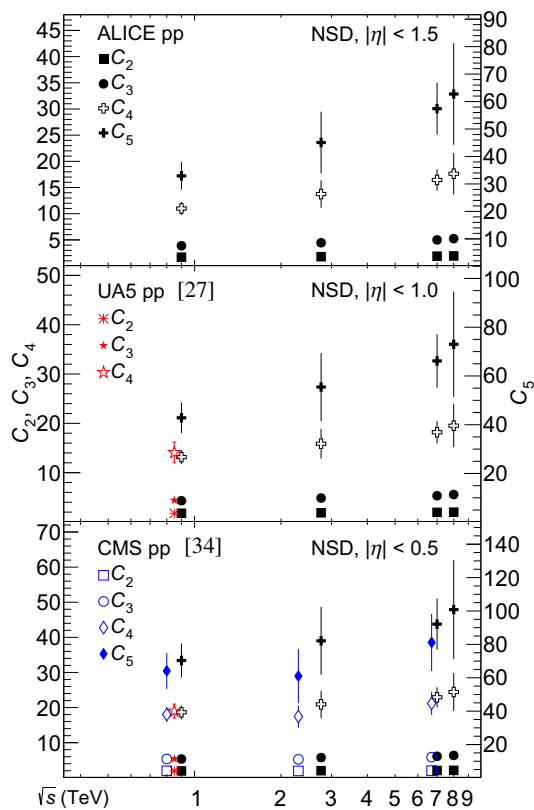 45
40
35
30
25
20
15
10
5
ALICE pp
NSD, |η| < 1.5
C2
C3
C4
C5
90
80
70
60
50
40
30
20
10
50
40
30
20
10
UA5 pp [27]
NSD, |η| < 1.0
C2
C3
C4
100
80
60
40
20
C2, C3, C4
C5
70
60
50
40
30
20
10
CMS pp [34]
NSD, |η| < 0.5
C2
C3
C4
C5
140
120
100
80
60
40
20
√s (TeV)
1 2 3 4 5 6 7 8 9